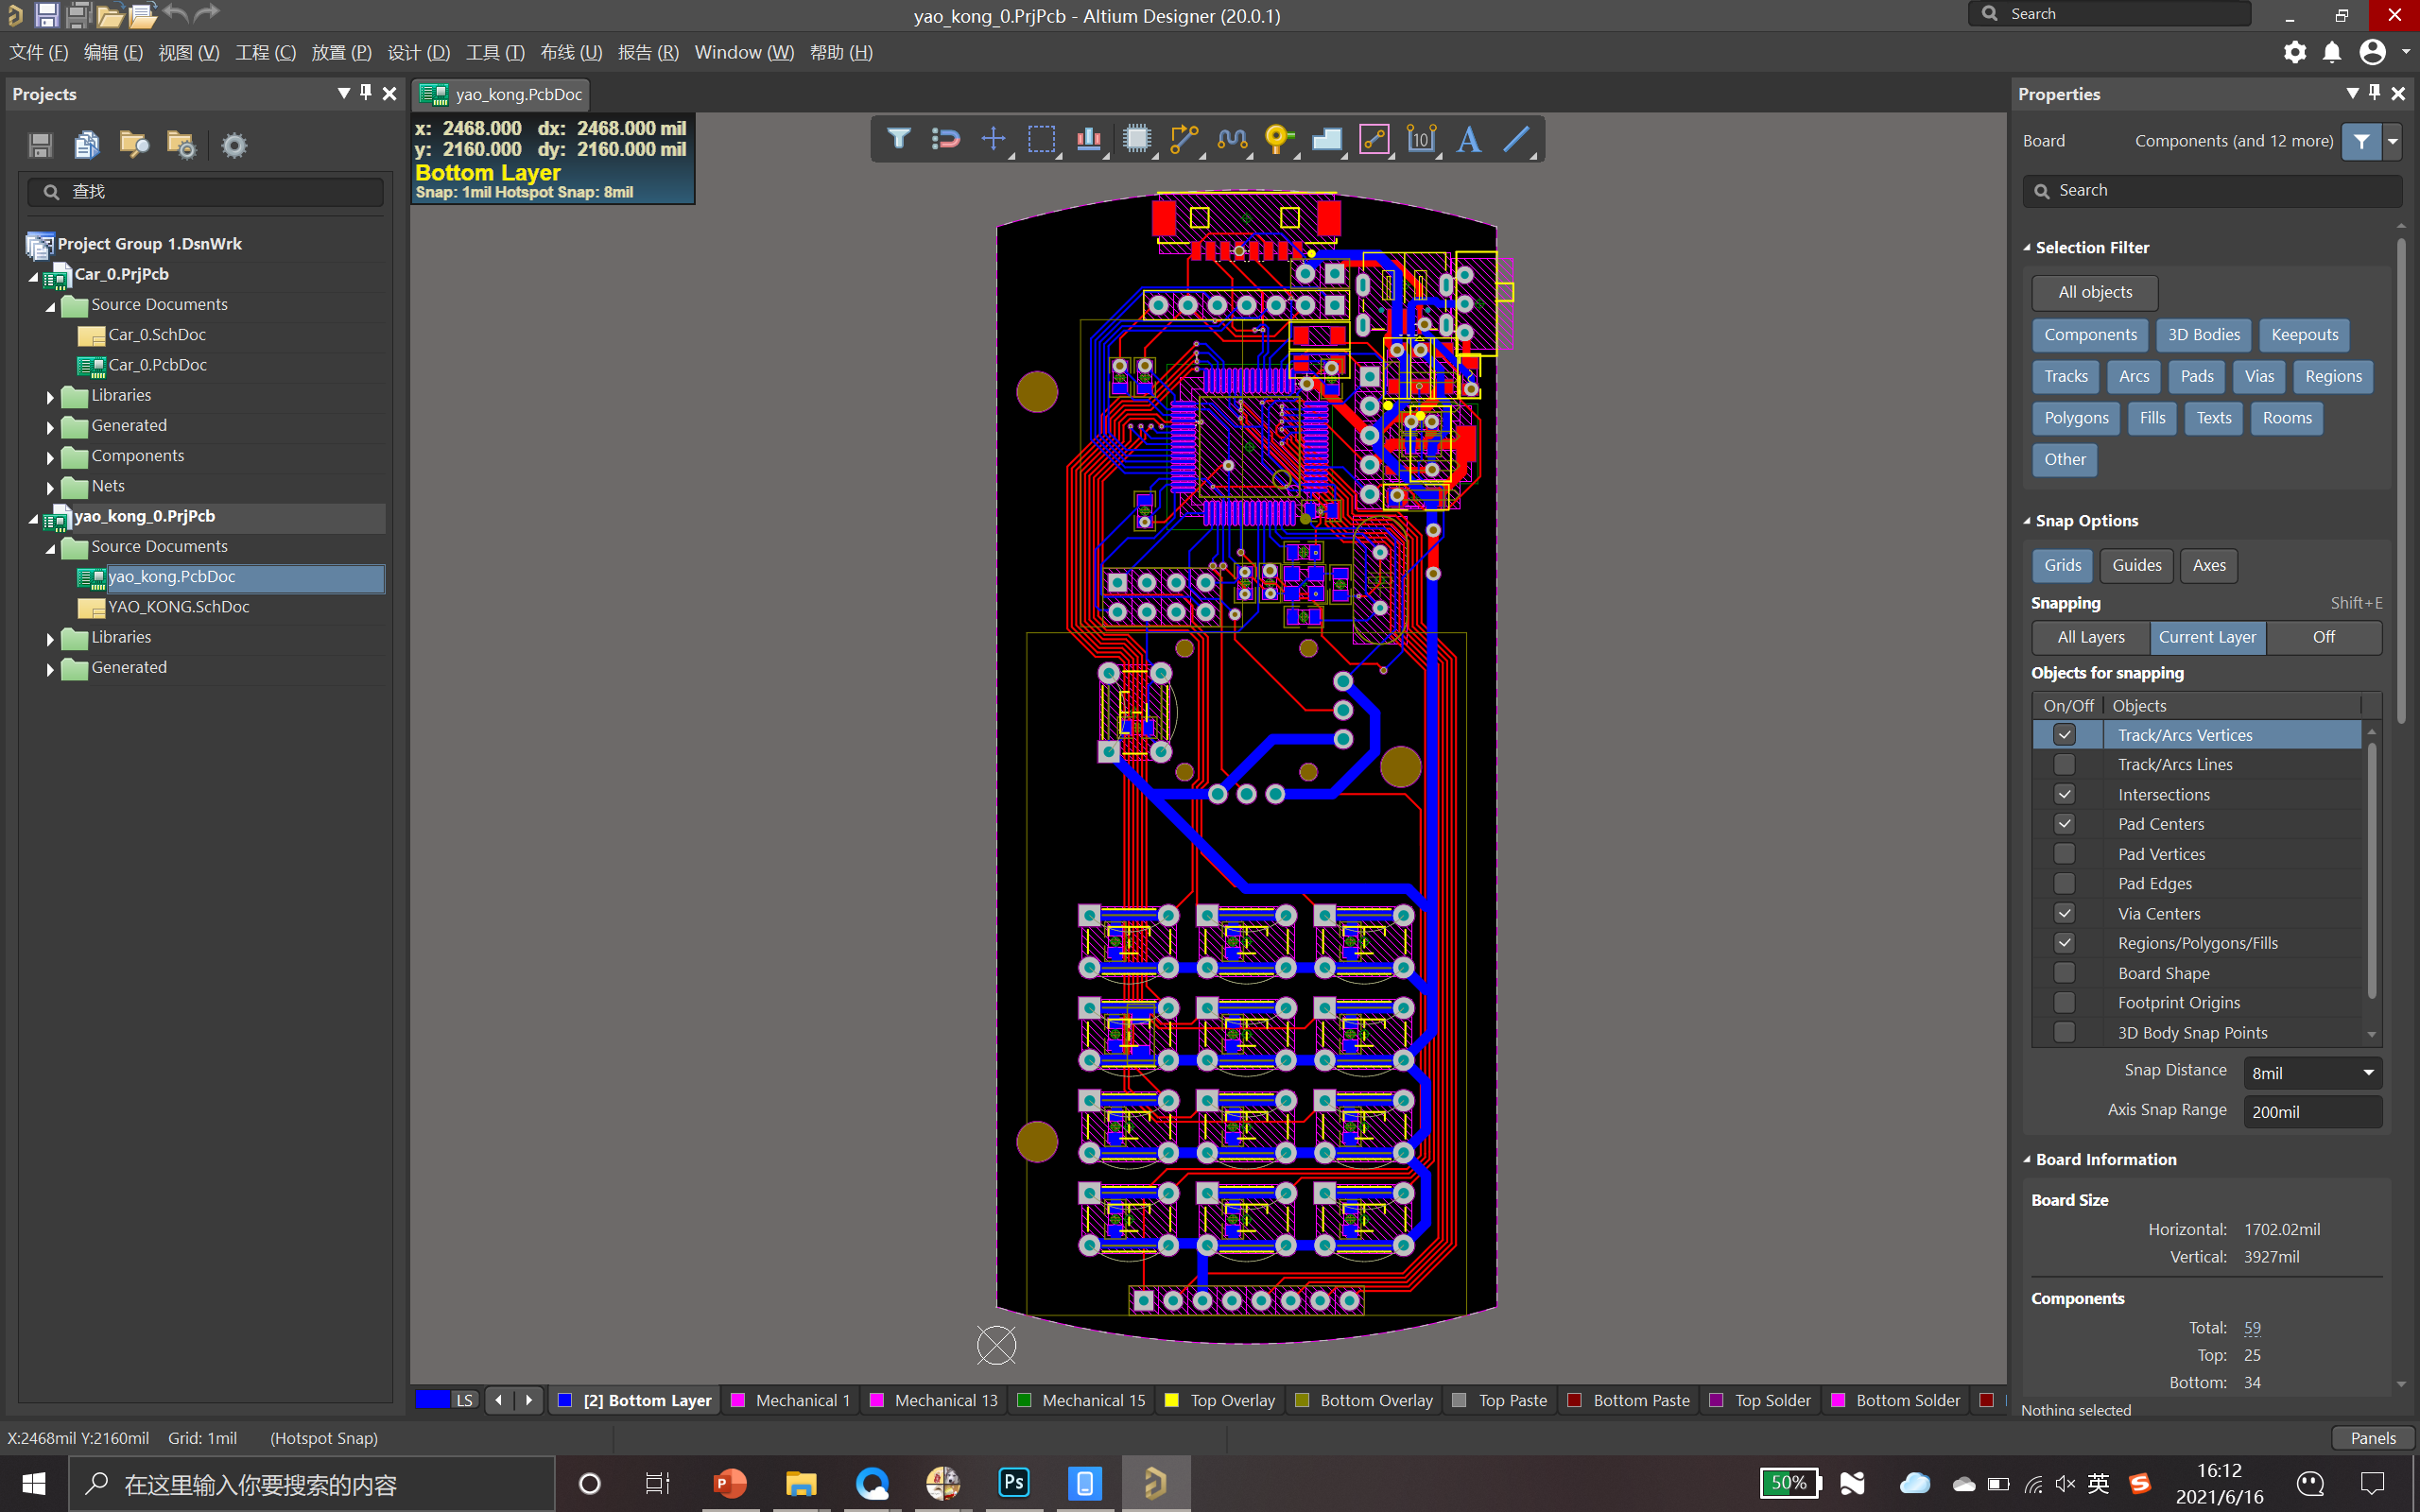 yao_kong_0.PrjPcb - Altium Designer (20.0.1)
Search
文件 (F) 编辑 (E) 视图 (V) 工程 (C) 放置 (P) 设计 (D) 工具 (T) 布线 (U) 报告 (R) Window (W) 帮助 (H)
Projects
查找
Project Group 1.DsnWrk
Car_0.PrjPcb
Source Documents
Car_0.SchDoc
Car_0.PcbDoc
Libraries
Generated
Components
Nets
yao_kong_0.PrjPcb
Source Documents
yao_kong.PcbDoc
YAO_KONG.SchDoc
Libraries
Generated
yao_kong.PcbDoc
x: 2468.000 dx: 2468.000 mil
y: 2160.000 dy: 2160.000 mil
Bottom Layer
Snap: 1mil Hotspot Snap: 8mil
10
A
Properties
Board Components (and 12 more)
Search
Selection Filter
All objects
Components 3D Bodies Keepouts
Tracks Arcs Pads Vias Regions
Polygons Fills Texts Rooms
Other
Snap Options
Grids Guides Axes
Snapping Shift+E
All Layers Current Layer Off
Objects for snapping
On/Off Objects
Track/Arcs Vertices
Track/Arcs Lines
Intersections
Pad Centers
Pad Vertices
Pad Edges
Via Centers
Regions/Polygons/Fills
Board Shape
Footprint Origins
3D Body Snap Points
Snap Distance 8mil
Axis Snap Range 200mil
Board Information
Board Size
Horizontal: 1702.02mil
Vertical: 3927mil
Components
Total: 59
Top: 25
Bottom: 34
Nothing selected
LS [2] Bottom Layer Mechanical 1 Mechanical 13 Mechanical 15 Top Overlay Bottom Overlay Top Paste Bottom Paste Top Solder Bottom Solder
X:2468mil Y:2160mil Grid: 1mil (Hotspot Snap)
Panels
在这里输入你要搜索的内容
P
Ps
50%
英
S
16:12
2021/6/16